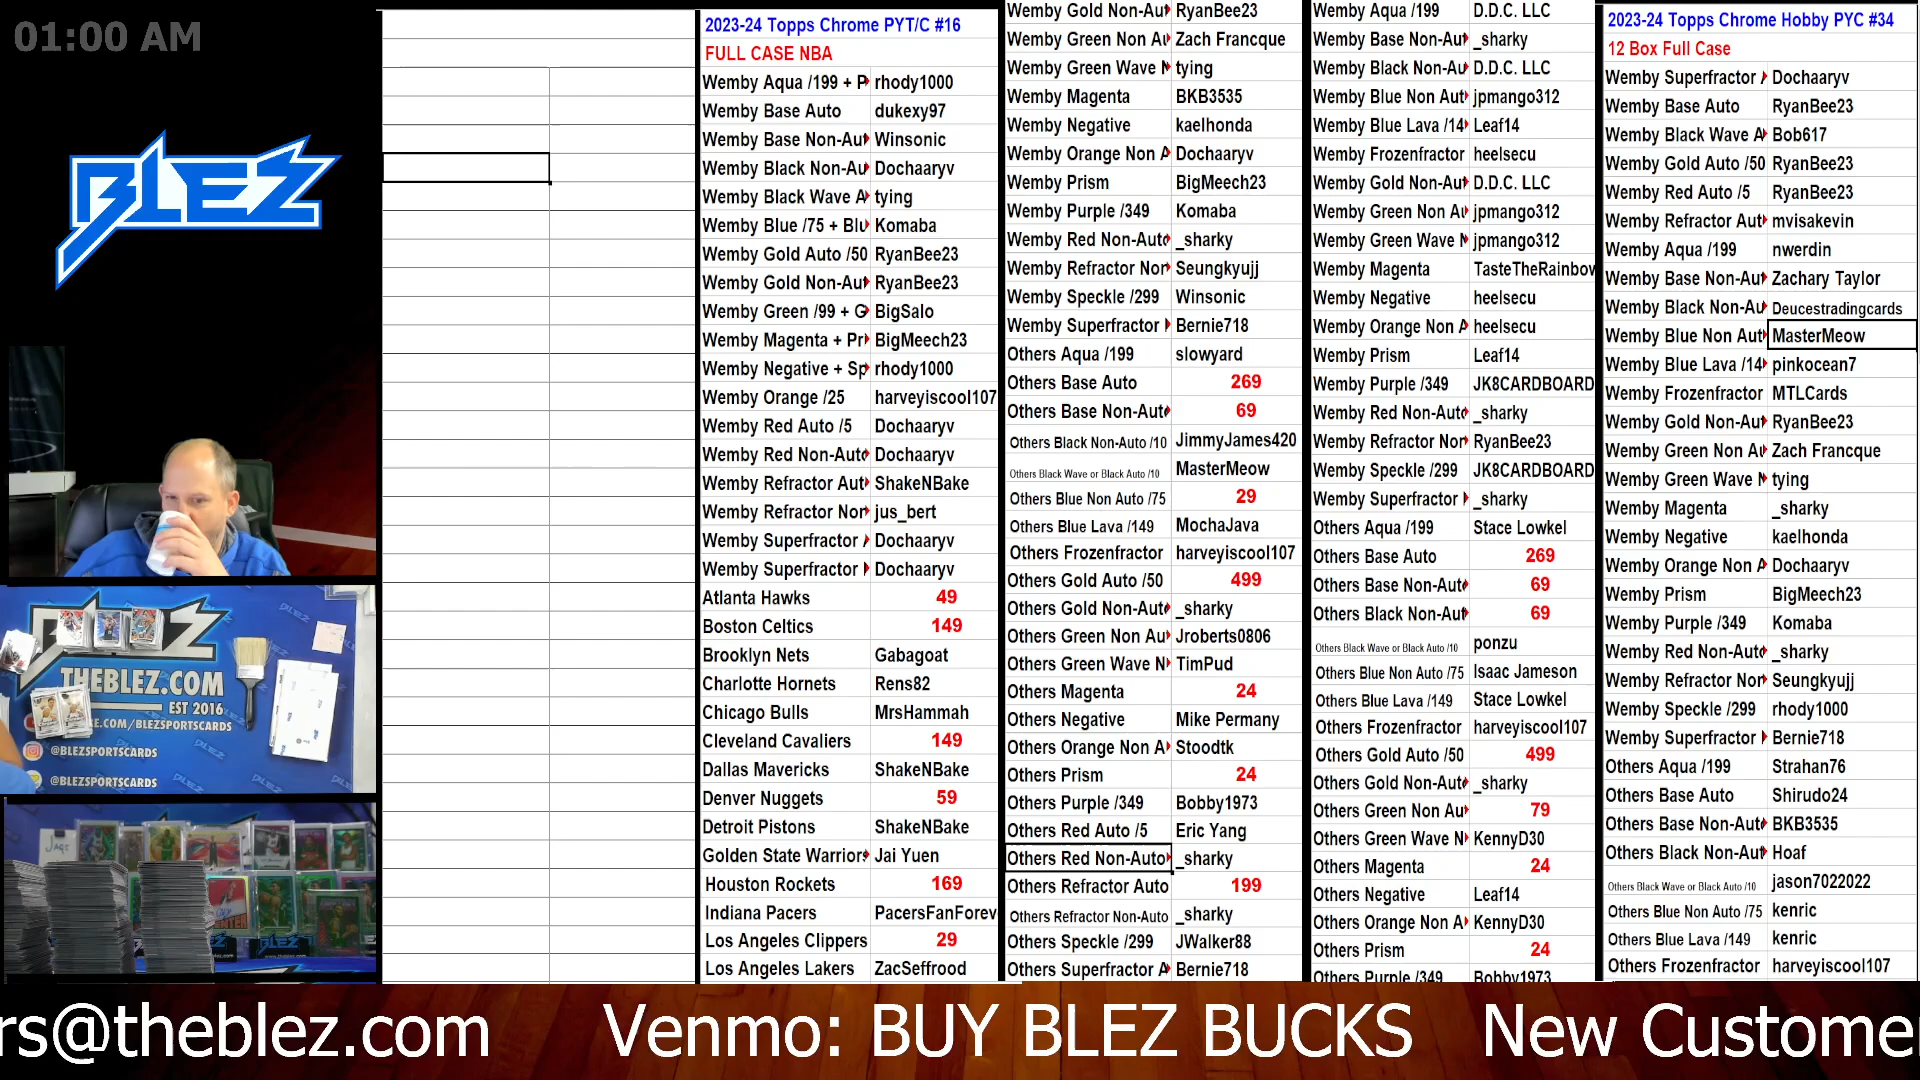 01:00 AM
BLEZ
THEBLEZ.COM
EST 2016
@BLEZSPORTSCARDS
@BLEZSPORTSCARDS
2023-24 Topps Chrome PYT/C #16
FULL CASE NBA
Wemby Aqua /199 + P rhody1000
Wemby Base Auto dukexy97
Wemby Base Non-Aut Winsonic
Wemby Black Non-Au Dochaaryv
Wemby Black Wave A tying
Wemby Blue /75 + Blu Komaba
Wemby Gold Auto /50 RyanBee23
Wemby Gold Non-Aut RyanBee23
Wemby Green /99 + G BigSalo
Wemby Magenta + Pr BigMeech23
Wemby Negative + Sp rhody1000
Wemby Orange /25 harveyiscool107
Wemby Red Auto /5 Dochaaryv
Wemby Red Non-Auto Dochaaryv
Wemby Refractor Aut ShakeNBake
Wemby Refractor Nor jus_bert
Wemby Superfractor A Dochaaryv
Wemby Superfractor Dochaaryv
Atlanta Hawks 49
Boston Celtics 149
Brooklyn Nets Gabagoat
Charlotte Hornets Rens82
Chicago Bulls MrsHammah
Cleveland Cavaliers 149
Dallas Mavericks ShakeNBake
Denver Nuggets 59
Detroit Pistons ShakeNBake
Golden State Warriors Jai Yuen
Houston Rockets 169
Indiana Pacers PacersFanForev
Los Angeles Clippers 29
Los Angeles Lakers ZacSeffrood
Wemby Gold Non-Aut RyanBee23
Wemby Green Non Au Zach Francque
Wemby Green Wave N tying
Wemby Magenta BKB3535
Wemby Negative kaelhonda
Wemby Orange Non A Dochaaryv
Wemby Prism BigMeech23
Wemby Purple /349 Komaba
Wemby Red Non-Auto _sharky
Wemby Refractor Nor Seungkyujj
Wemby Speckle /299 Winsonic
Wemby Superfractor Bernie718
Others Aqua /199 slowyard
Others Base Auto 269
Others Base Non-Auto 69
Others Black Non-Auto /10 JimmyJames420
Others Black Wave or Black Auto /10 MasterMeow
Others Blue Non Auto /75 29
Others Blue Lava /149 MochaJava
Others Frozenfractor harveyiscool107
Others Gold Auto /50 499
Others Gold Non-Auto _sharky
Others Green Non Au Jroberts0806
Others Green Wave N TimPud
Others Magenta 24
Others Negative Mike Permany
Others Orange Non A Stoodtk
Others Prism 24
Others Purple /349 Bobby1973
Others Red Auto /5 Eric Yang
Others Red Non-Auto _sharky
Others Refractor Auto 199
Others Refractor Non-Auto _sharky
Others Speckle /299 JWalker88
Others Superfractor A Bernie718
Wemby Aqua /199 D.D.C. LLC
Wemby Base Non-Aut _sharky
Wemby Black Non-Au D.D.C. LLC
Wemby Blue Non Aut jpmango312
Wemby Blue Lava /14 Leaf14
Wemby Frozenfractor heelsecu
Wemby Gold Non-Aut D.D.C. LLC
Wemby Green Non Au jpmango312
Wemby Green Wave N jpmango312
Wemby Magenta TasteTheRainbow
Wemby Negative heelsecu
Wemby Orange Non A heelsecu
Wemby Prism Leaf14
Wemby Purple /349 JK8CARDBOARD
Wemby Red Non-Auto _sharky
Wemby Refractor Nor RyanBee23
Wemby Speckle /299 JK8CARDBOARD
Wemby Superfractor _sharky
Others Aqua /199 Stace Lowkel
Others Base Auto 269
Others Base Non-Auto 69
Others Black Non-Aut 69
Others Black Wave or Black Auto /10 ponzu
Others Blue Non Auto /75 Isaac Jameson
Others Blue Lava /149 Stace Lowkel
Others Frozenfractor harveyiscool107
Others Gold Auto /50 499
Others Gold Non-Auto _sharky
Others Green Non Au 79
Others Green Wave N KennyD30
Others Magenta 24
Others Negative Leaf14
Others Orange Non A KennyD30
Others Prism 24
Others Purple /349 Bobby1973
2023-24 Topps Chrome Hobby PYC #34
12 Box Full Case
Wemby Superfractor A Dochaaryv
Wemby Base Auto RyanBee23
Wemby Black Wave A Bob617
Wemby Gold Auto /50 RyanBee23
Wemby Red Auto /5 RyanBee23
Wemby Refractor Aut mvisakevin
Wemby Aqua /199 nwerdin
Wemby Base Non-Aut Zachary Taylor
Wemby Black Non-Au Deucestradingcards
Wemby Blue Non Aut MasterMeow
Wemby Blue Lava /14 pinkocean7
Wemby Frozenfractor MTLCards
Wemby Gold Non-Aut RyanBee23
Wemby Green Non Au Zach Francque
Wemby Green Wave N tying
Wemby Magenta _sharky
Wemby Negative kaelhonda
Wemby Orange Non A Dochaaryv
Wemby Prism BigMeech23
Wemby Purple /349 Komaba
Wemby Red Non-Auto _sharky
Wemby Refractor Nor Seungkyujj
Wemby Speckle /299 rhody1000
Wemby Superfractor Bernie718
Others Aqua /199 Strahan76
Others Base Auto Shirudo24
Others Base Non-Auto BKB3535
Others Black Non-Aut Hoaf
Others Black Wave or Black Auto /10 jason7022022
Others Blue Non Auto /75 kenric
Others Blue Lava /149 kenric
Others Frozenfractor harveyiscool107
rs@theblez.com Venmo: BUY BLEZ BUCKS New Custome